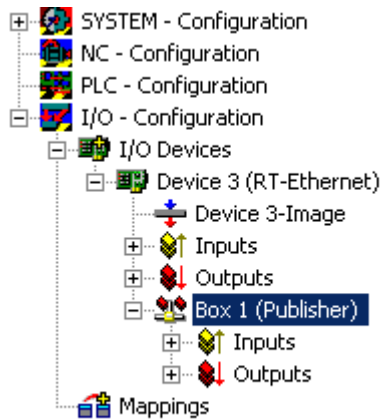 SYSTEM - Configuration
NC - Configuration
PLC - Configuration
I/O - Configuration
I/O Devices
Device 3 (RT-Ethernet)
Device 3-Image
Inputs
Outputs
Box 1 (Publisher)
Inputs
Outputs
Mappings